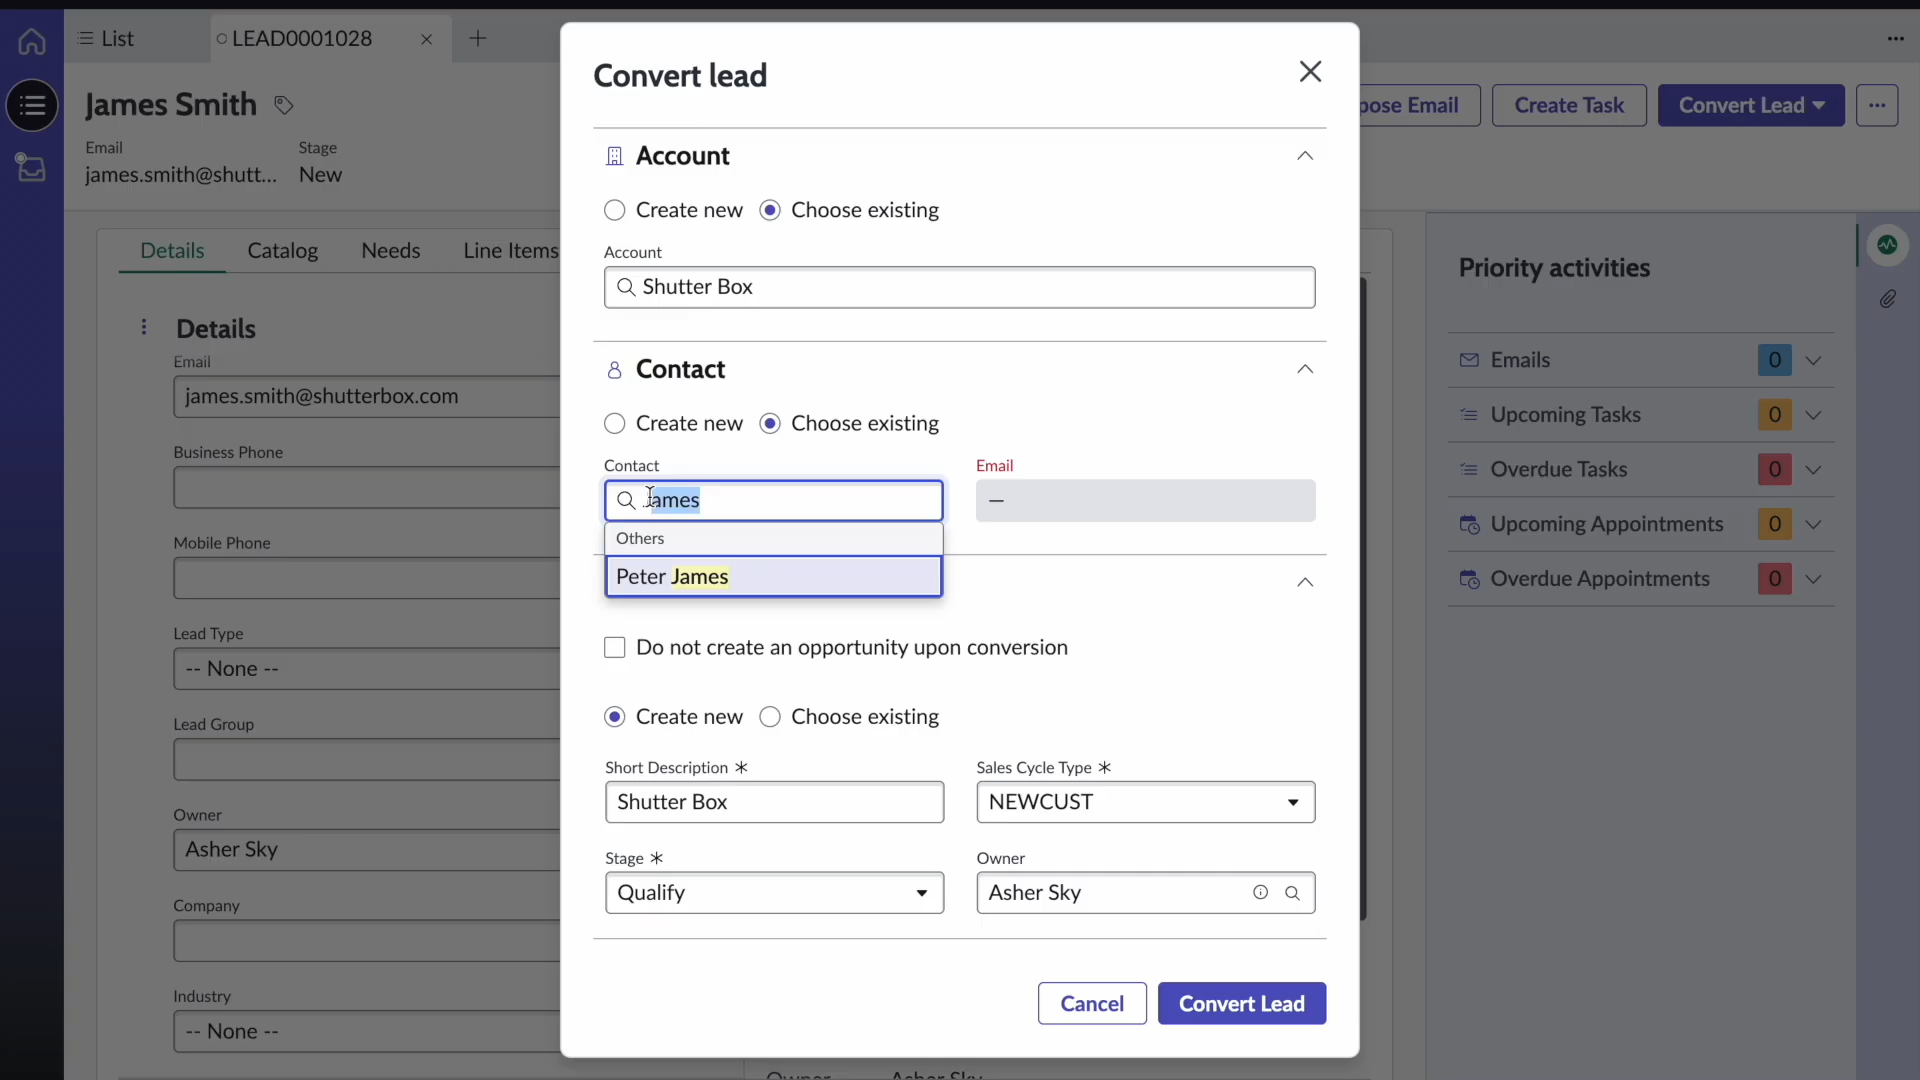 List
LEAD0001028
James Smith
Email
Stage
james.smith@shutt...
New
pose Email
Create Task
Convert Lead
Details
Catalog
Needs
Line Items
Details
Email
james.smith@shutterbox.com
Business Phone
Mobile Phone
Lead Type
-- None --
Lead Group
Owner
Asher Sky
Company
Industry
-- None --
Convert lead
Account
Create new
Choose existing
Account
Shutter Box
Contact
Create new
Choose existing
Contact
Email
James
—
Others
Peter James
Do not create an opportunity upon conversion
Create new
Choose existing
Short Description *
Sales Cycle Type *
Shutter Box
NEWCUST
Stage *
Owner
Qualify
Asher Sky
Cancel
Convert Lead
Priority activities
Emails
0
Upcoming Tasks
0
Overdue Tasks
0
Upcoming Appointments
0
Overdue Appointments
0